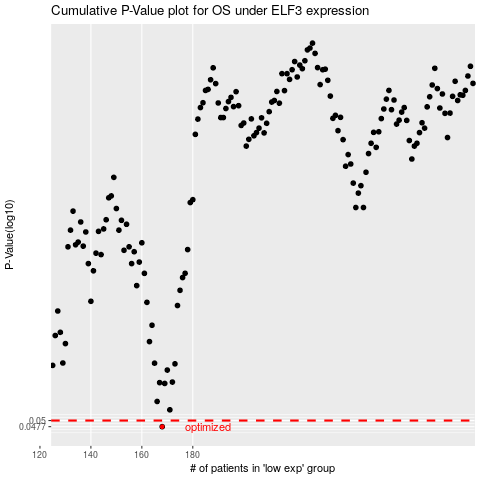 Cumulative P-Value plot for OS under ELF3 expression
P-Value(log10)
0.05
0.0477
optimized
120 140 160 180
# of patients in 'low exp' group